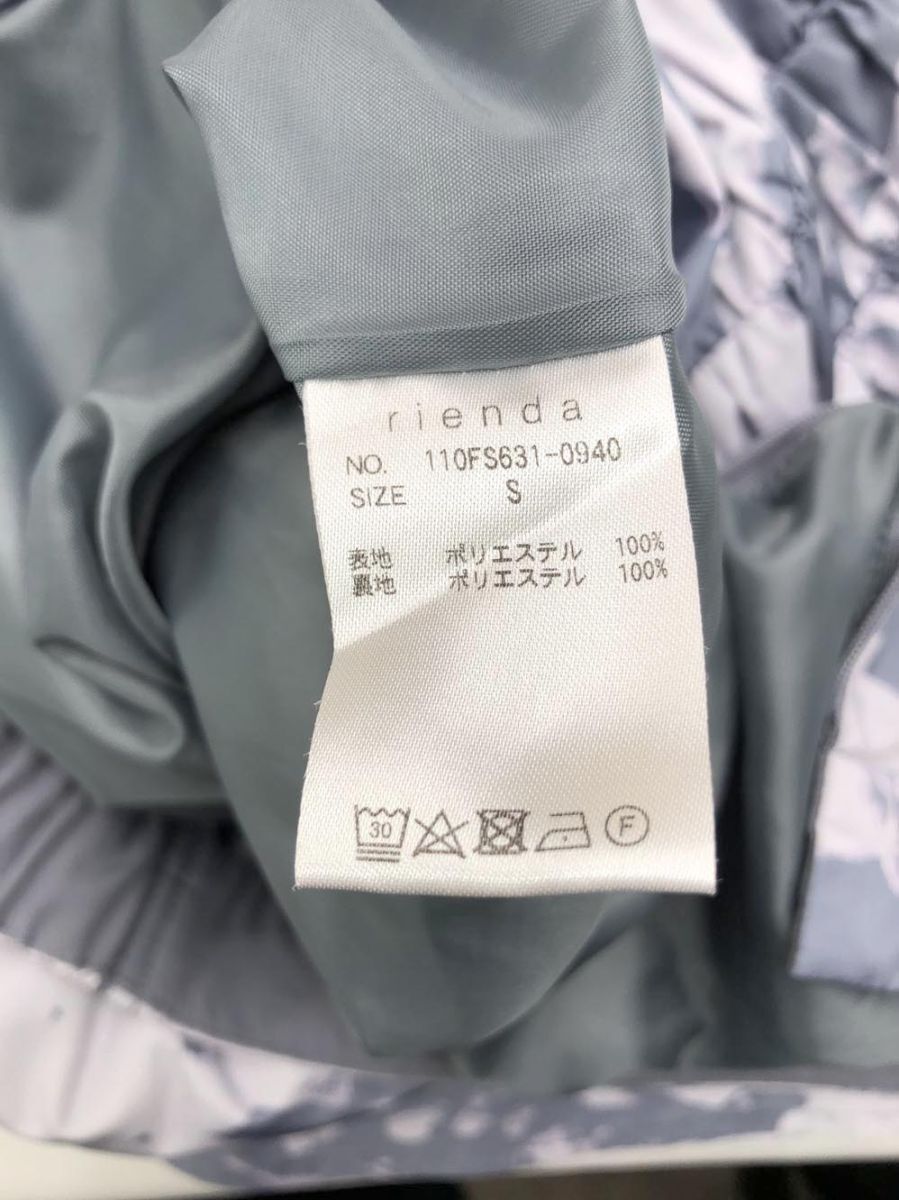 rienda
NO. 110FS631-0940
SIZE S
表地 ポリエステル 100%
裏地 ポリエステル 100%
30 F